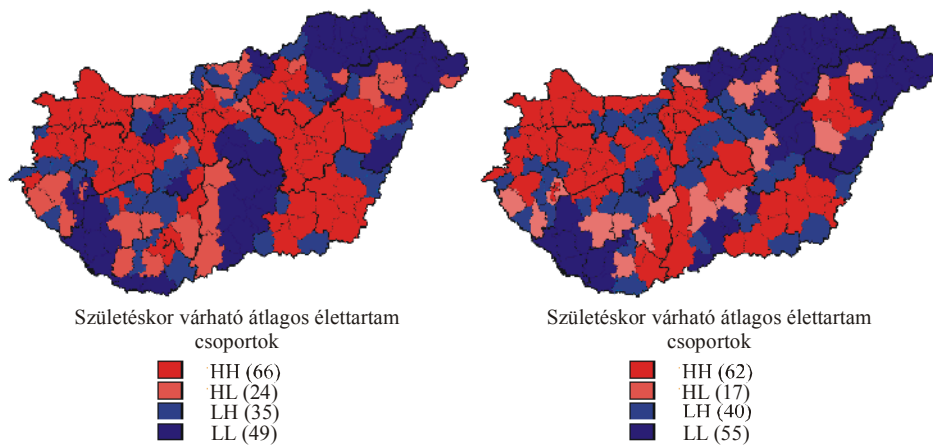 Születéskor várható átlagos élettartam
csoportok
HH (66)
HL (24)
LH (35)
LL (49)
Születéskor várható átlagos élettartam
csoportok
HH (62)
HL (17)
LH (40)
LL (55)